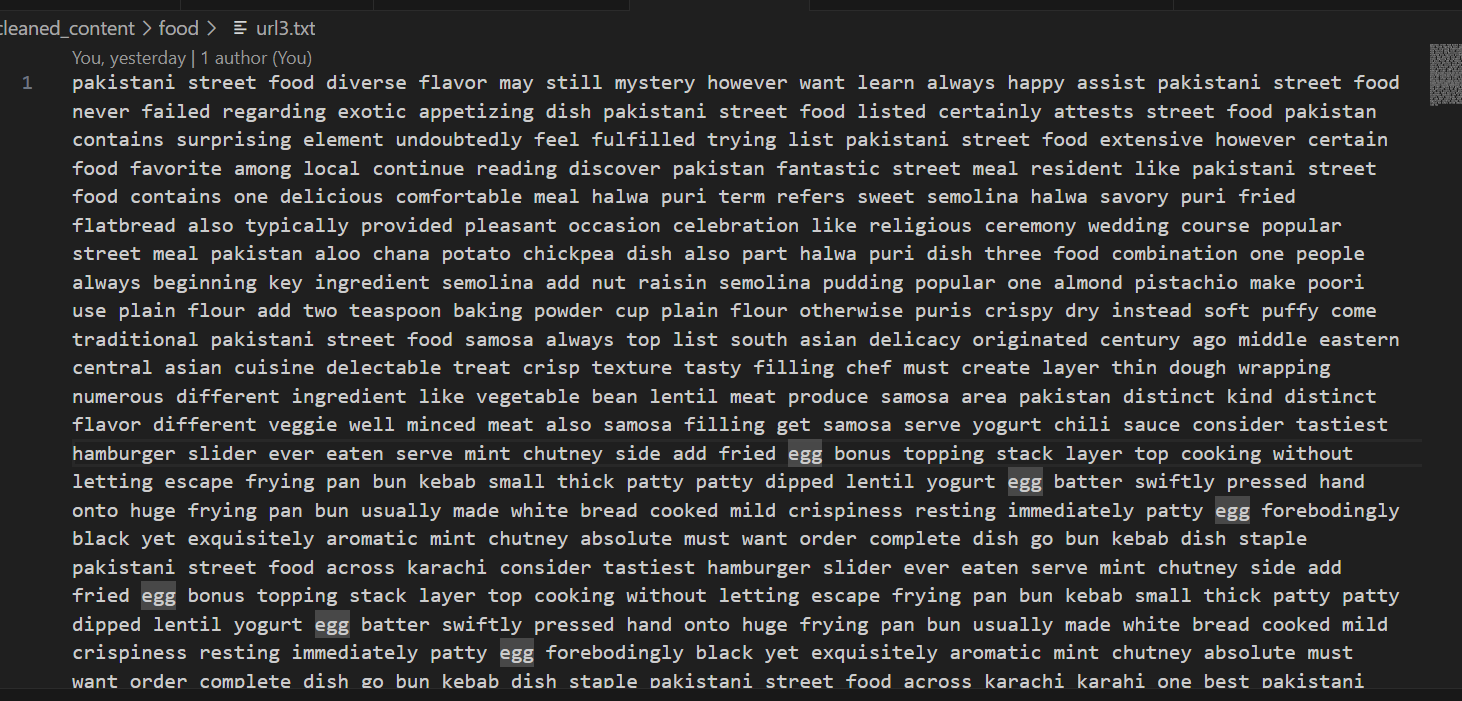 cleaned_content > food > url3.txt
You, yesterday | 1 author (You)
1 pakistani street food diverse flavor may still mystery however want learn always happy assist pakistani street food
never failed regarding exotic appetizing dish pakistani street food listed certainly attests street food pakistan
contains surprising element undoubtedly feel fulfilled trying list pakistani street food extensive however certain
food favorite among local continue reading discover pakistan fantastic street meal resident like pakistani street
food contains one delicious comfortable meal halwa puri term refers sweet semolina halwa savory puri fried
flatbread also typically provided pleasant occasion celebration like religious ceremony wedding course popular
street meal pakistan aloo chana potato chickpea dish also part halwa puri dish three food combination one people
always beginning key ingredient semolina add nut raisin semolina pudding popular one almond pistachio make poori
use plain flour add two teaspoon baking powder cup plain flour otherwise puris crispy dry instead soft puffy come
traditional pakistani street food samosa always top list south asian delicacy originated century ago middle eastern
central asian cuisine delectable treat crisp texture tasty filling chef must create layer thin dough wrapping
numerous different ingredient like vegetable bean lentil meat produce samosa area pakistan distinct kind distinct
flavor different veggie well minced meat also samosa filling get samosa serve yogurt chili sauce consider tastiest
hamburger slider ever eaten serve mint chutney side add fried egg bonus topping stack layer top cooking without
letting escape frying pan bun kebab small thick patty patty dipped lentil yogurt egg batter swiftly pressed hand
onto huge frying pan bun usually made white bread cooked mild crispiness resting immediately patty egg forebodingly
black yet exquisitely aromatic mint chutney absolute must want order complete dish go bun kebab dish staple
pakistani street food across karachi consider tastiest hamburger slider ever eaten serve mint chutney side add
fried egg bonus topping stack layer top cooking without letting escape frying pan bun kebab small thick patty patty
dipped lentil yogurt egg batter swiftly pressed hand onto huge frying pan bun usually made white bread cooked mild
crispiness resting immediately patty egg forebodingly black yet exquisitely aromatic mint chutney absolute must
want order complete dish go bun kebab dish staple pakistani street food across karachi karahi one best pakistani